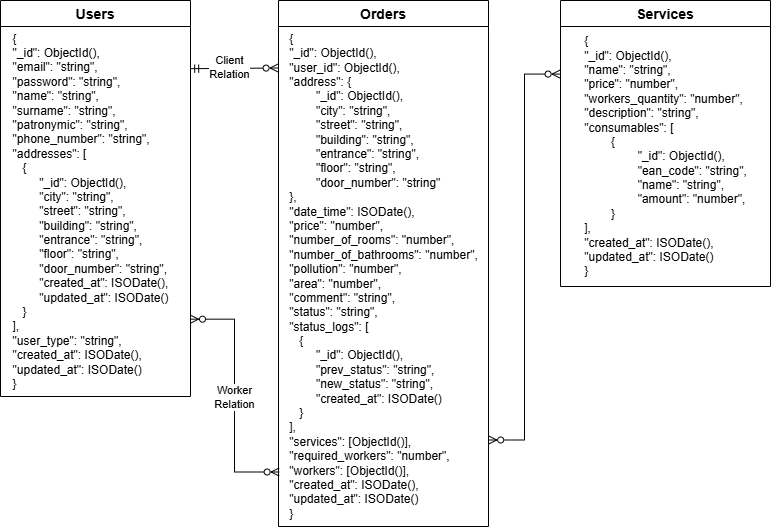 Users
{
"_id": ObjectId(),
"email": "string",
"password": "string",
"name": "string",
"surname": "string",
"patronymic": "string",
"phone_number": "string",
"addresses": [
{
"_id": ObjectId(),
"city": "string",
"street": "string",
"building": "string",
"entrance": "string",
"floor": "string",
"door_number": "string",
"created_at": ISODate(),
"updated_at": ISODate()
}
],
"user_type": "string",
"created_at": ISODate(),
"updated_at": ISODate()
}
Client
Relation
Worker
Relation
Orders
{
"_id": ObjectId(),
"user_id": ObjectId(),
"address": {
"_id": ObjectId(),
"city": "string",
"street": "string",
"building": "string",
"entrance": "string",
"floor": "string",
"door_number": "string"
},
"date_time": ISODate(),
"price": "number",
"number_of_rooms": "number",
"number_of_bathrooms": "number",
"pollution": "number",
"area": "number",
"comment": "string",
"status": "string",
"status_logs": [
{
"_id": ObjectId(),
"prev_status": "string",
"new_status": "string",
"created_at": ISODate()
}
],
"services": [ObjectId()],
"required_workers": "number",
"workers": [ObjectId()],
"created_at": ISODate(),
"updated_at": ISODate()
}
Services
{
"_id": ObjectId(),
"name": "string",
"price": "number",
"workers_quantity": "number",
"description": "string",
"consumables": [
{
"_id": ObjectId(),
"ean_code": "string",
"name": "string",
"amount": "number",
}
],
"created_at": ISODate(),
"updated_at": ISODate()
}